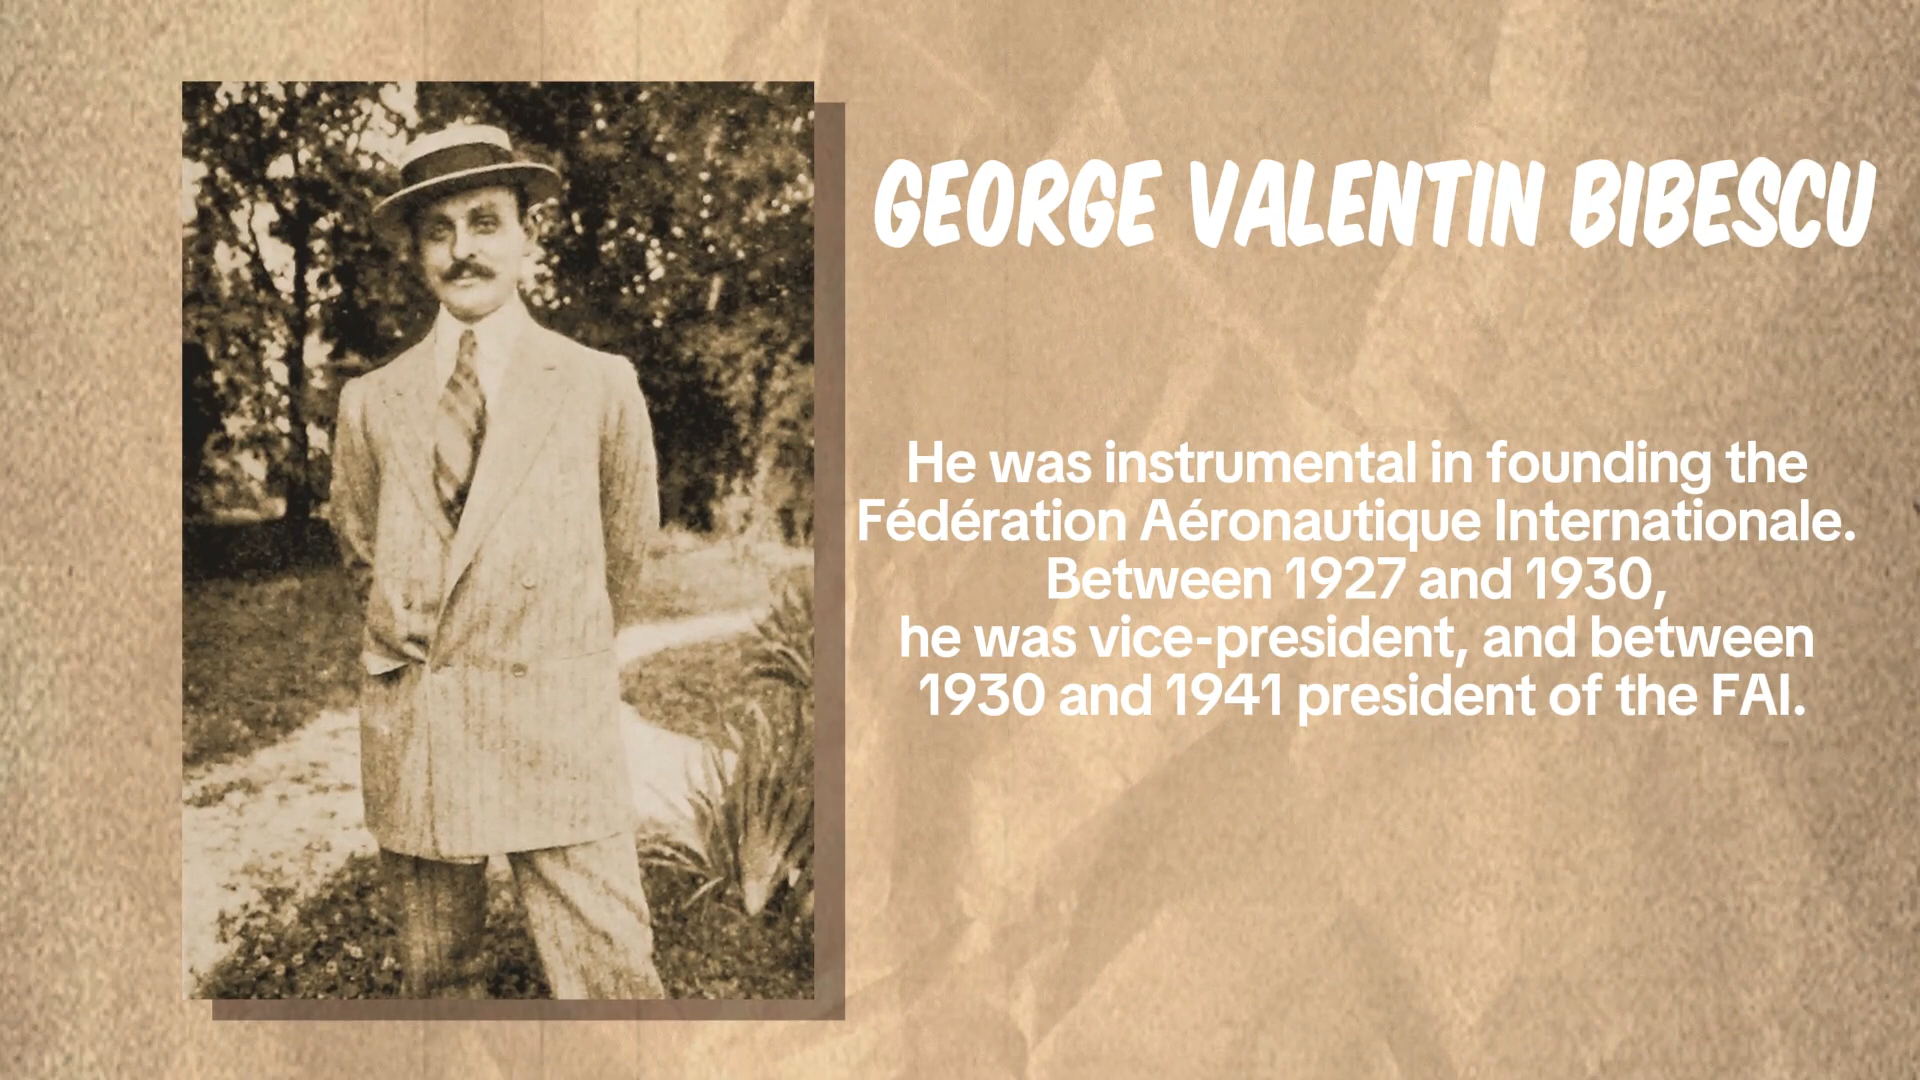 GEORGE VALENTIN BIBESCU
He was instrumental in founding the
Fédération Aéronautique Internationale.
Between 1927 and 1930,
he was vice-president, and between
1930 and 1941 president of the FAI.